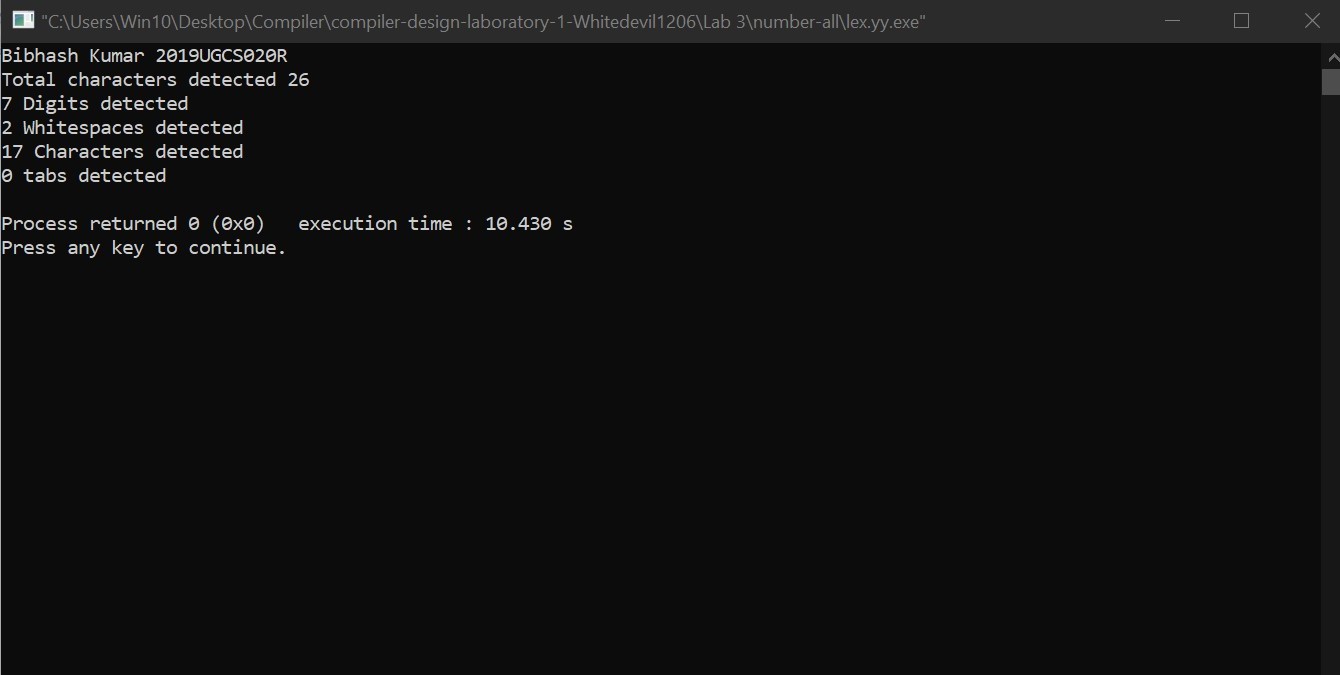 "C:\Users\Win10\Desktop\Compiler\compiler-design-laboratory-1-Whitedevil1206\Lab 3\number-all\lex.yy.exe"
Bibhash Kumar 2019UGCS020R
Total characters detected 26
7 Digits detected
2 Whitespaces detected
17 Characters detected
0 tabs detected
Process returned 0 (0x0)   execution time : 10.430 s
Press any key to continue.